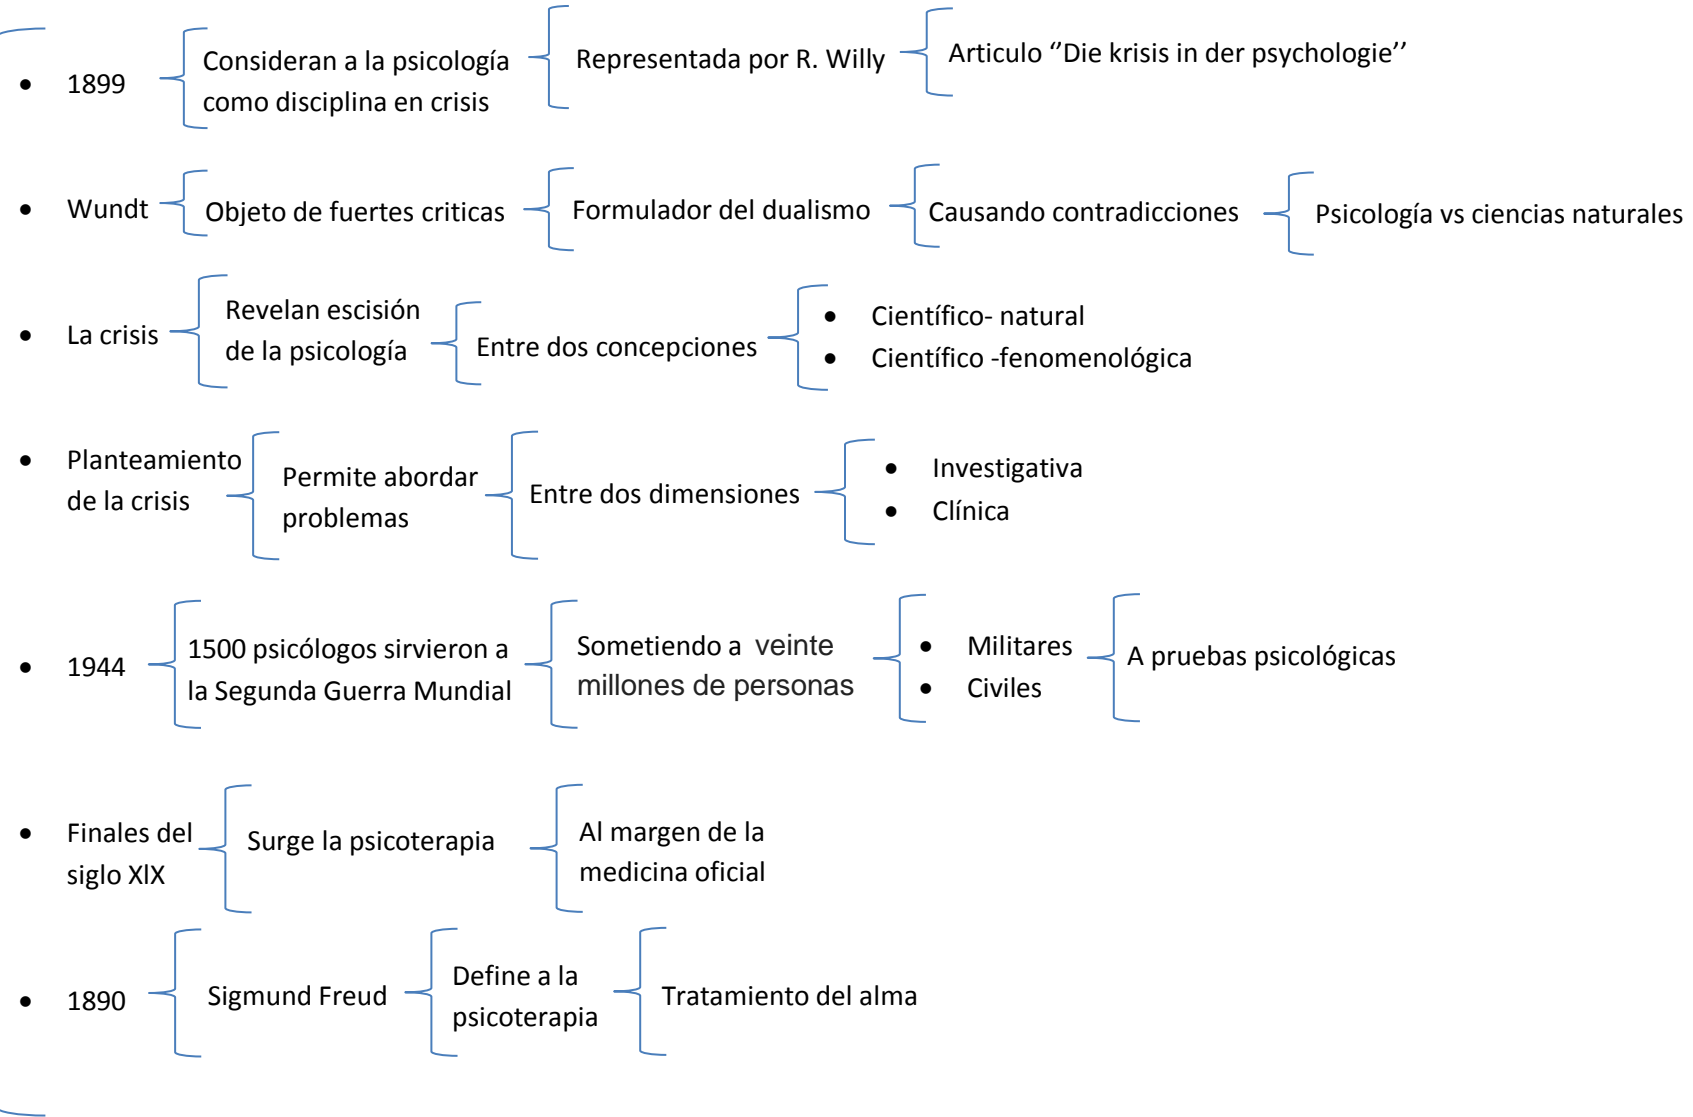 • 1899
Consideran a la psicología
como disciplina en crisis
Representada por R. Willy
Articulo ‘’Die krisis in der psychologie’’
• Wundt
Objeto de fuertes criticas
Formulador del dualismo
Causando contradicciones
Psicología vs ciencias naturales
• La crisis
Revelan escisión
de la psicología
Entre dos concepciones
• Científico- natural
• Científico -fenomenológica
• Planteamiento
de la crisis
Permite abordar
problemas
Entre dos dimensiones
• Investigativa
• Clínica
• 1944
1500 psicólogos sirvieron a
la Segunda Guerra Mundial
Sometiendo a veinte
millones de personas
• Militares
• Civiles
A pruebas psicológicas
• Finales del
siglo XlX
Surge la psicoterapia
Al margen de la
medicina oficial
• 1890
Sigmund Freud
Define a la
psicoterapia
Tratamiento del alma